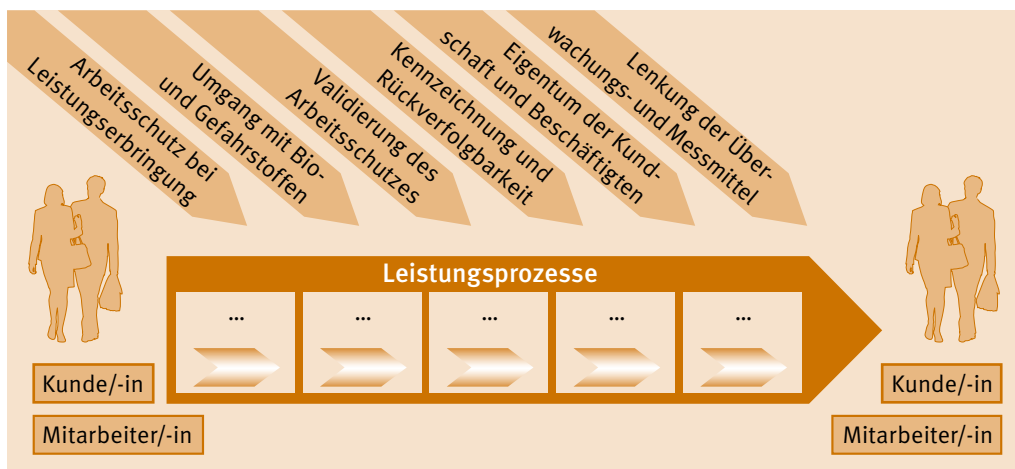 Arbeitsschutz bei
Leistungserbringung
Umgang mit Bio-
und Gefahrstoffen
Validierung des
Arbeitsschutzes
Kennzeichnung und
Rückverfolgbarkeit
Eigentum der Kund-
schaft und Beschäftigten
Lenkung der Über-
wachungs- und Messmittel
Leistungsprozesse
...
...
...
...
...
Kunde/-in
Mitarbeiter/-in
Kunde/-in
Mitarbeiter/-in